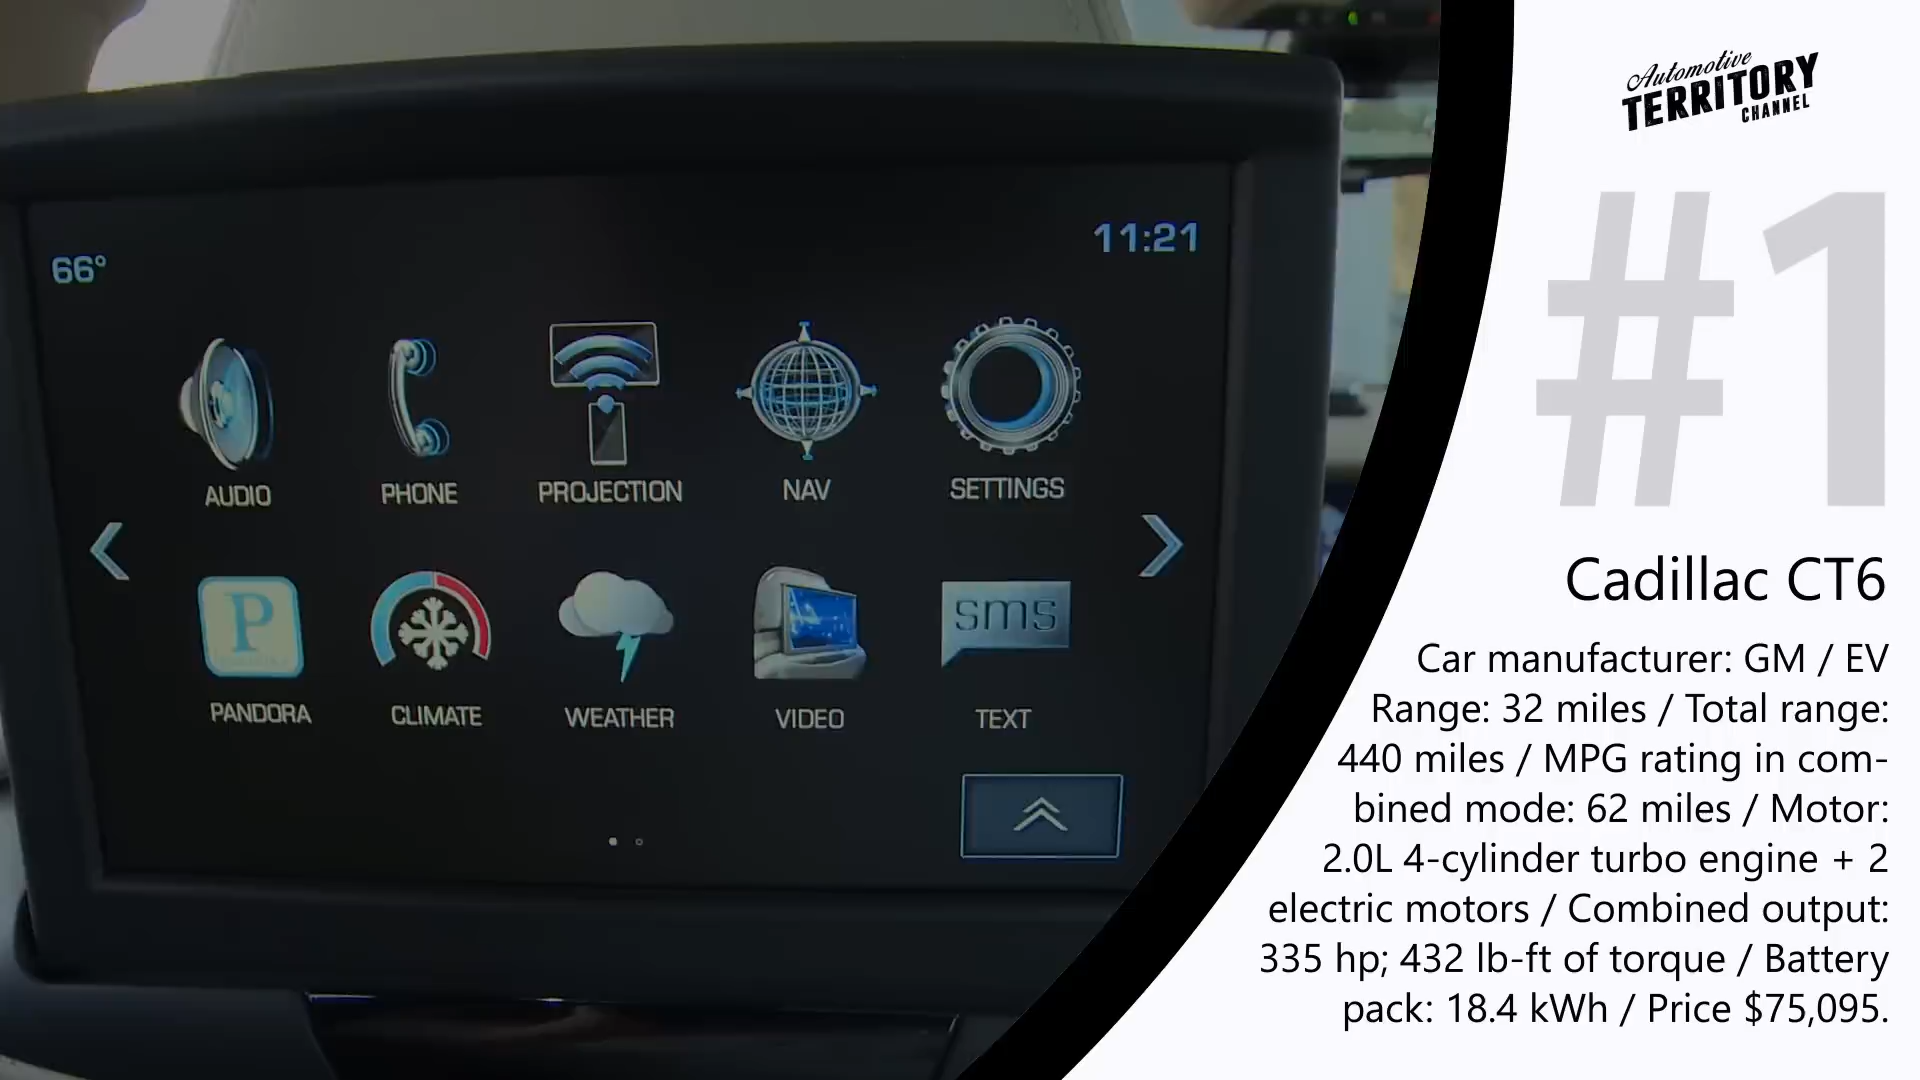 66°
11:21
AUDIO
PHONE
PROJECTION
NAV
SETTINGS
P
PANDORA
CLIMATE
WEATHER
VIDEO
sms
TEXT
Automotive
TERRITORY
CHANNEL
#1
Cadillac CT6
Car manufacturer: GM / EV
Range: 32 miles / Total range:
440 miles / MPG rating in com-
bined mode: 62 miles / Motor:
2.0L 4-cylinder turbo engine + 2
electric motors / Combined output:
335 hp; 432 lb-ft of torque / Battery
pack: 18.4 kWh / Price $75,095.